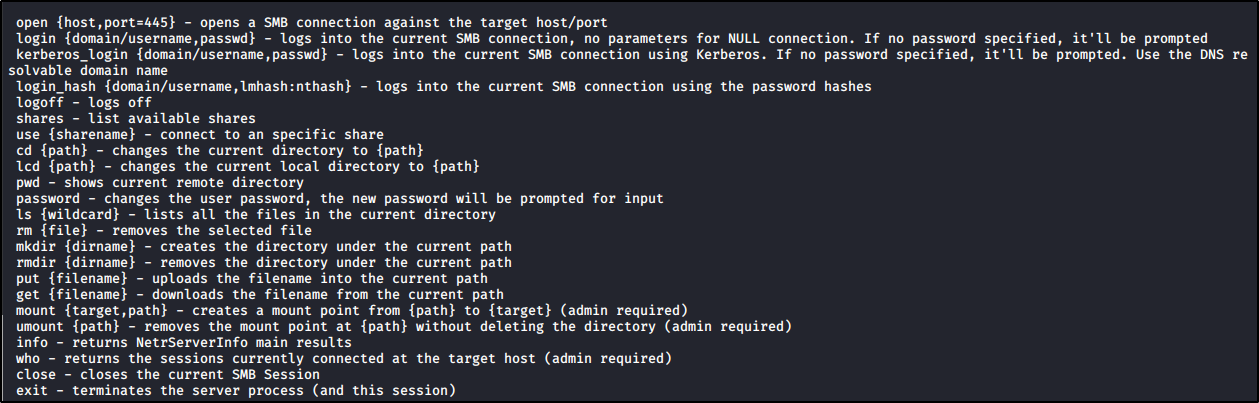 open {host,port=445} - opens a SMB connection against the target host/port
login {domain/username,passwd} - logs into the current SMB connection, no parameters for NULL connection. If no password specified, it'll be prompted
kerberos_login {domain/username,passwd} - logs into the current SMB connection using Kerberos. If no password specified, it'll be prompted. Use the DNS re
solvable domain name
login_hash {domain/username,lmhash:nthash} - logs into the current SMB connection using the password hashes
logoff - logs off
shares - list available shares
use {sharename} - connect to an specific share
cd {path} - changes the current directory to {path}
lcd {path} - changes the current local directory to {path}
pwd - shows current remote directory
password - changes the user password, the new password will be prompted for input
ls {wildcard} - lists all the files in the current directory
rm {file} - removes the selected file
mkdir {dirname} - creates the directory under the current path
rmdir {dirname} - removes the directory under the current path
put {filename} - uploads the filename into the current path
get {filename} - downloads the filename from the current path
mount {target,path} - creates a mount point from {path} to {target} (admin required)
umount {path} - removes the mount point at {path} without deleting the directory (admin required)
info - returns NetrServerInfo main results
who - returns the sessions currently connected at the target host (admin required)
close - closes the current SMB Session
exit - terminates the server process (and this session)